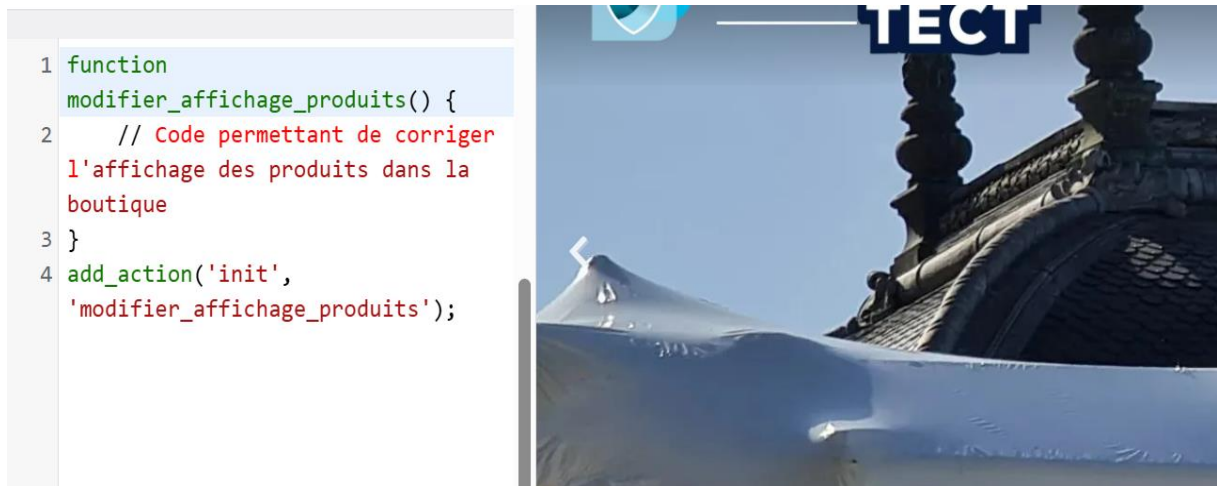 1 function
modifier_affichage_produits() {
2 // Code permettant de corriger
l'affichage des produits dans la
boutique
3 }
4 add_action('init',
'modifier_affichage_produits');
TECT